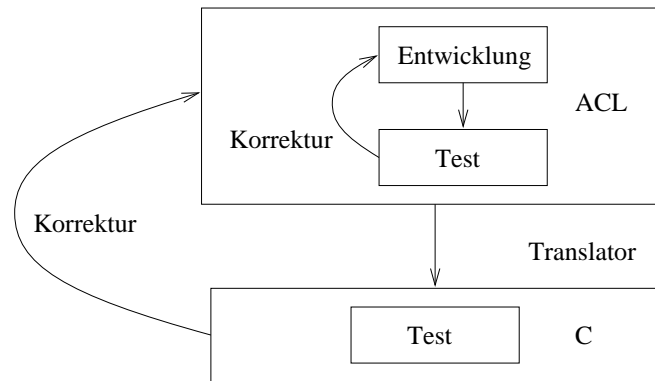 Entwicklung
ACL
Korrektur
Test
Korrektur
Translator
Test
C